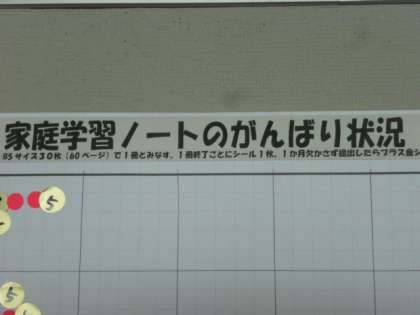 家庭学習ノートのがんばり状況
B5サイズ30枚（60ページ）で1冊とみなす。1冊終了ごとにシール1枚。1か月欠かさず提出したらプラス金シ
5
5